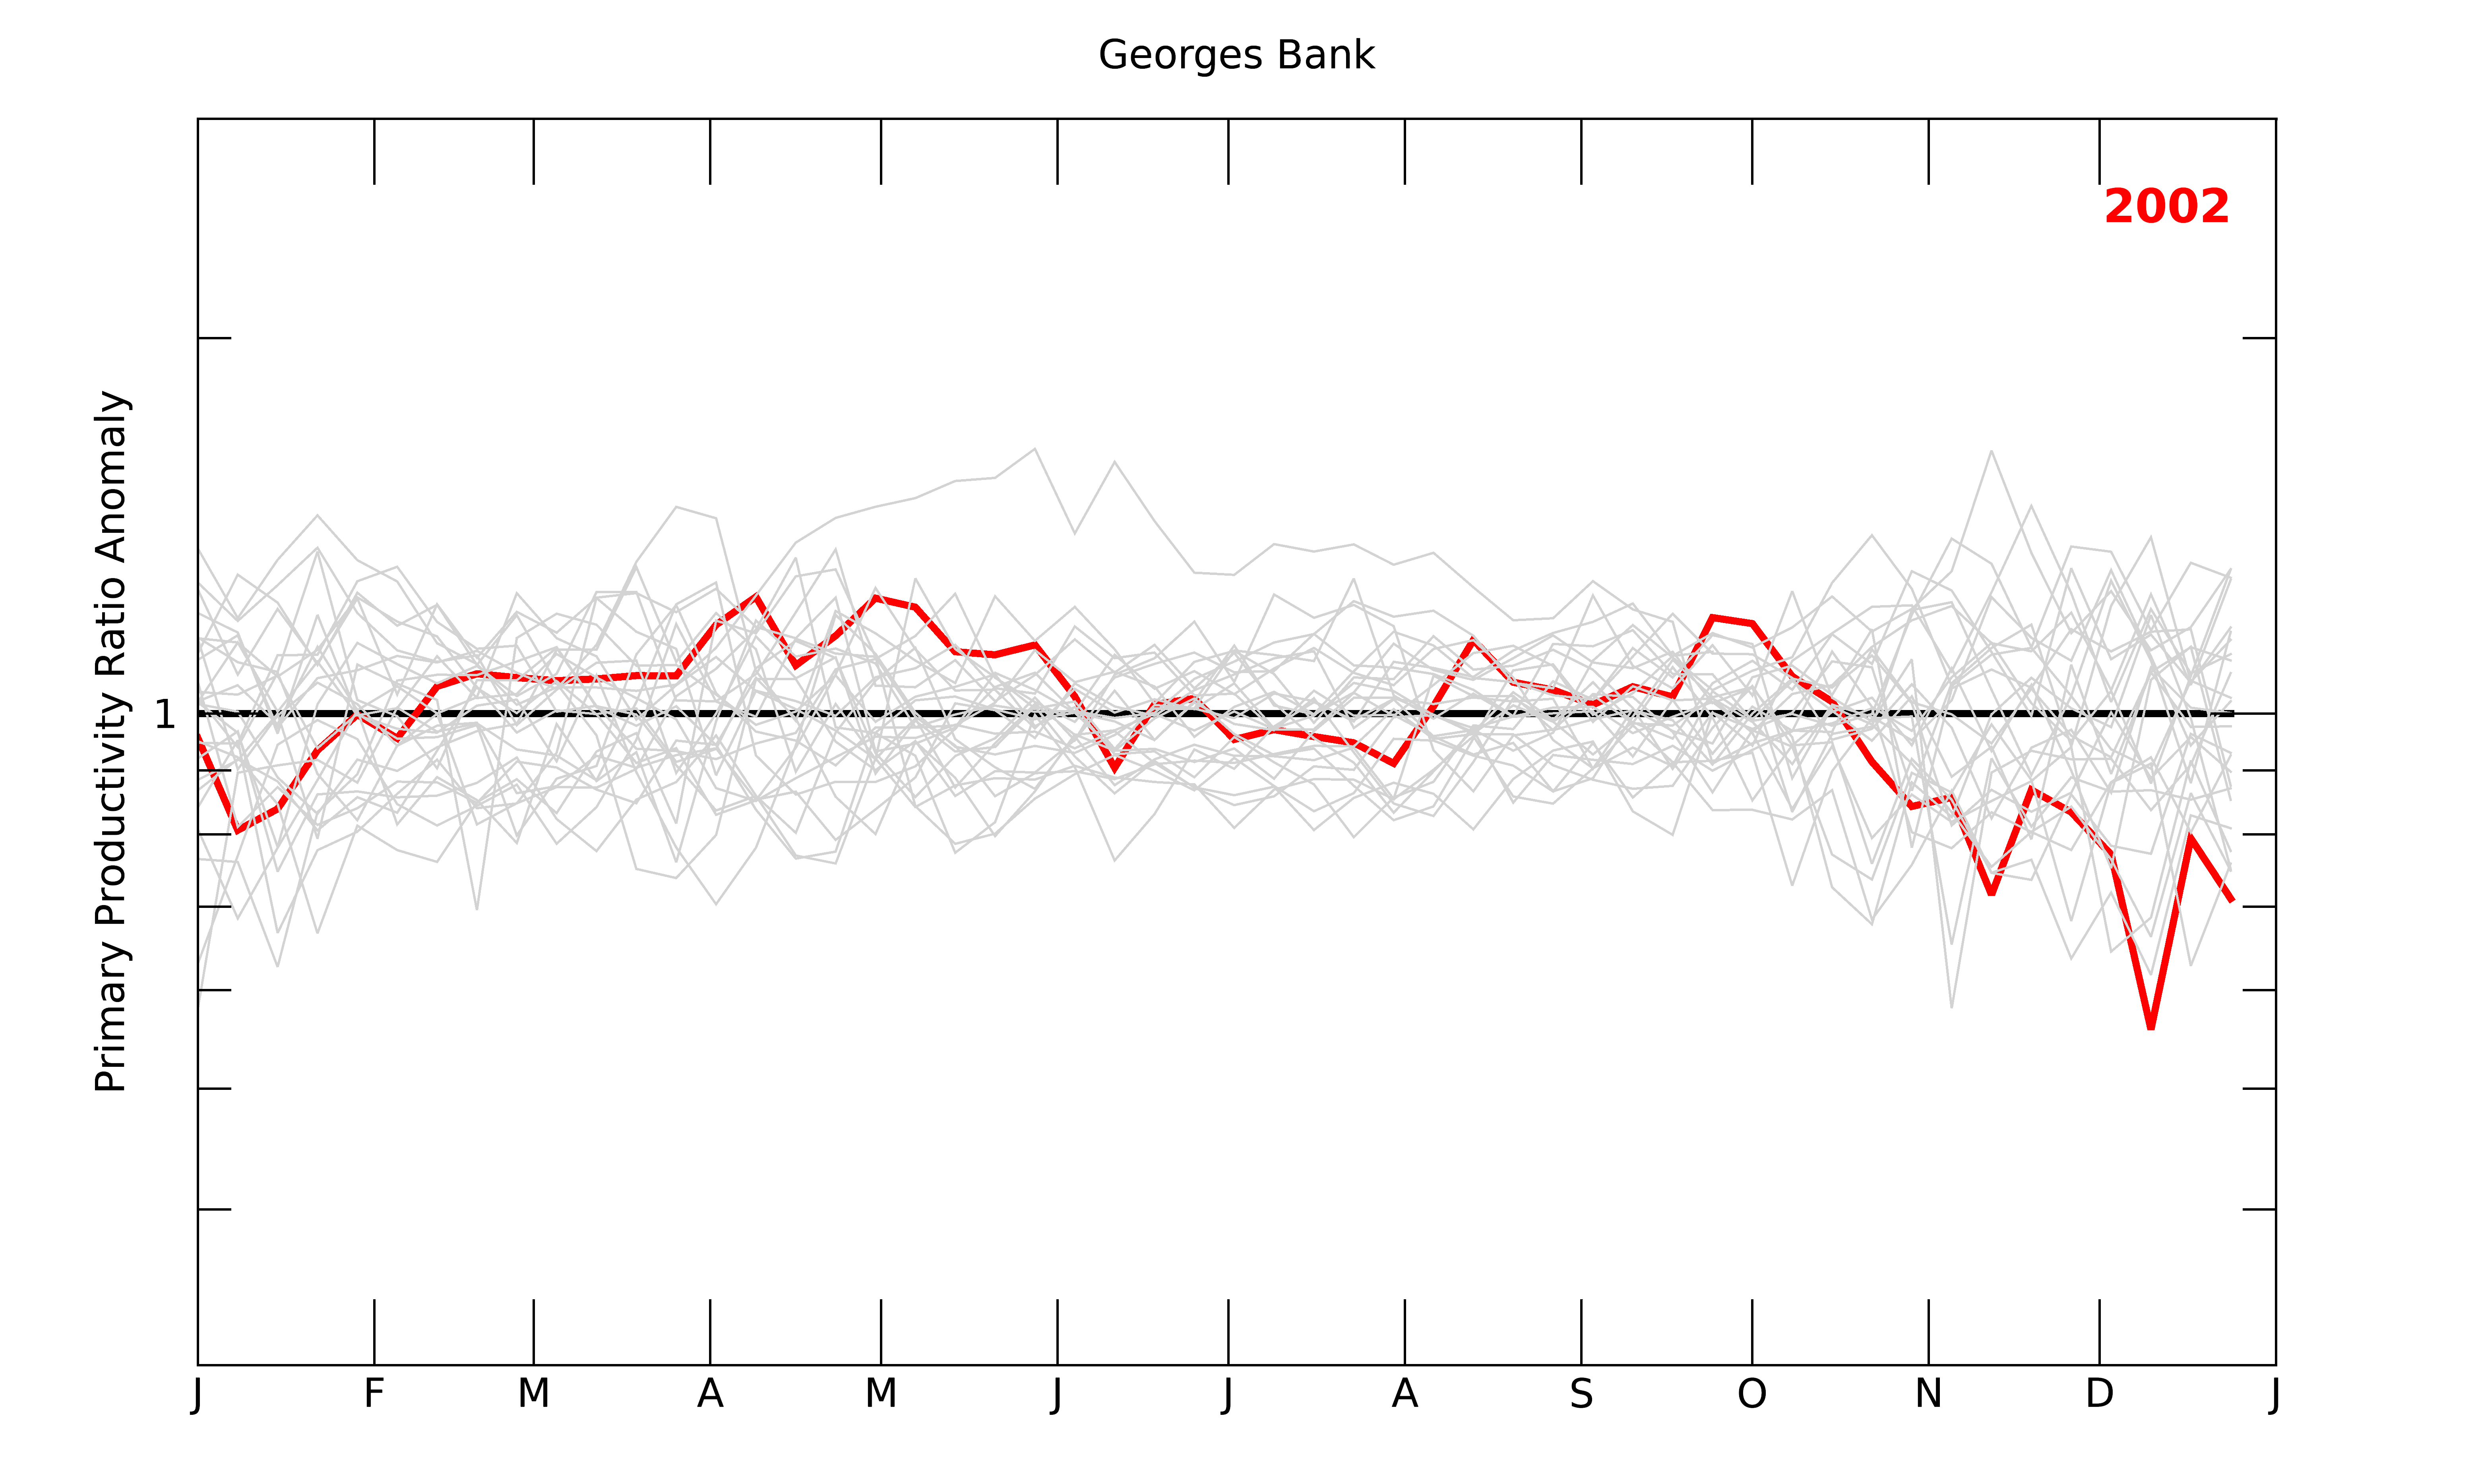 Georges Bank
2002
Primary Productivity Ratio Anomaly
1
J F M A M J J A S O N D J